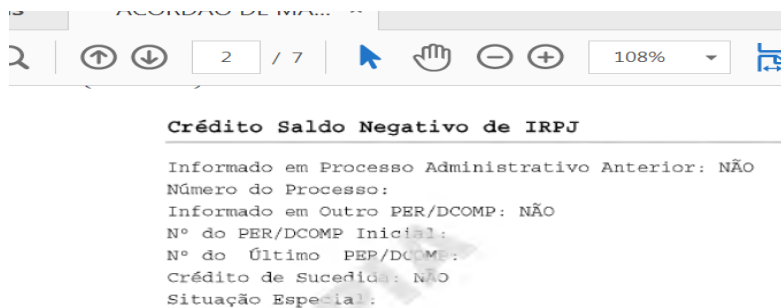 ACORDAO DE MA... ×
2 / 7 108%
Crédito Saldo Negativo de IRPJ
Informado em Processo Administrativo Anterior: NÃO
Número do Processo:
Informado em Outro PER/DCOMP: NÃO
Nº do PER/DCOMP Inicial:
Nº do Último PER/DCOMP:
Crédito de Sucedida: NÃO
Situação Especial: